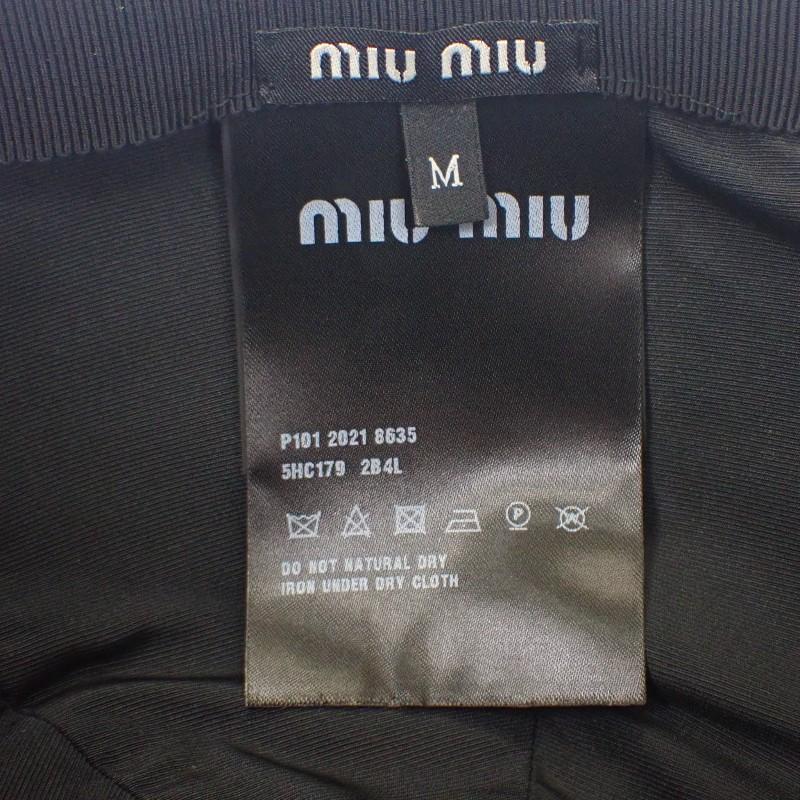 miu miu
M
miu miu
P101 2021 8635
5HC179 2B4L
P W
DO NOT NATURAL DRY
IRON UNDER DRY CLOTH